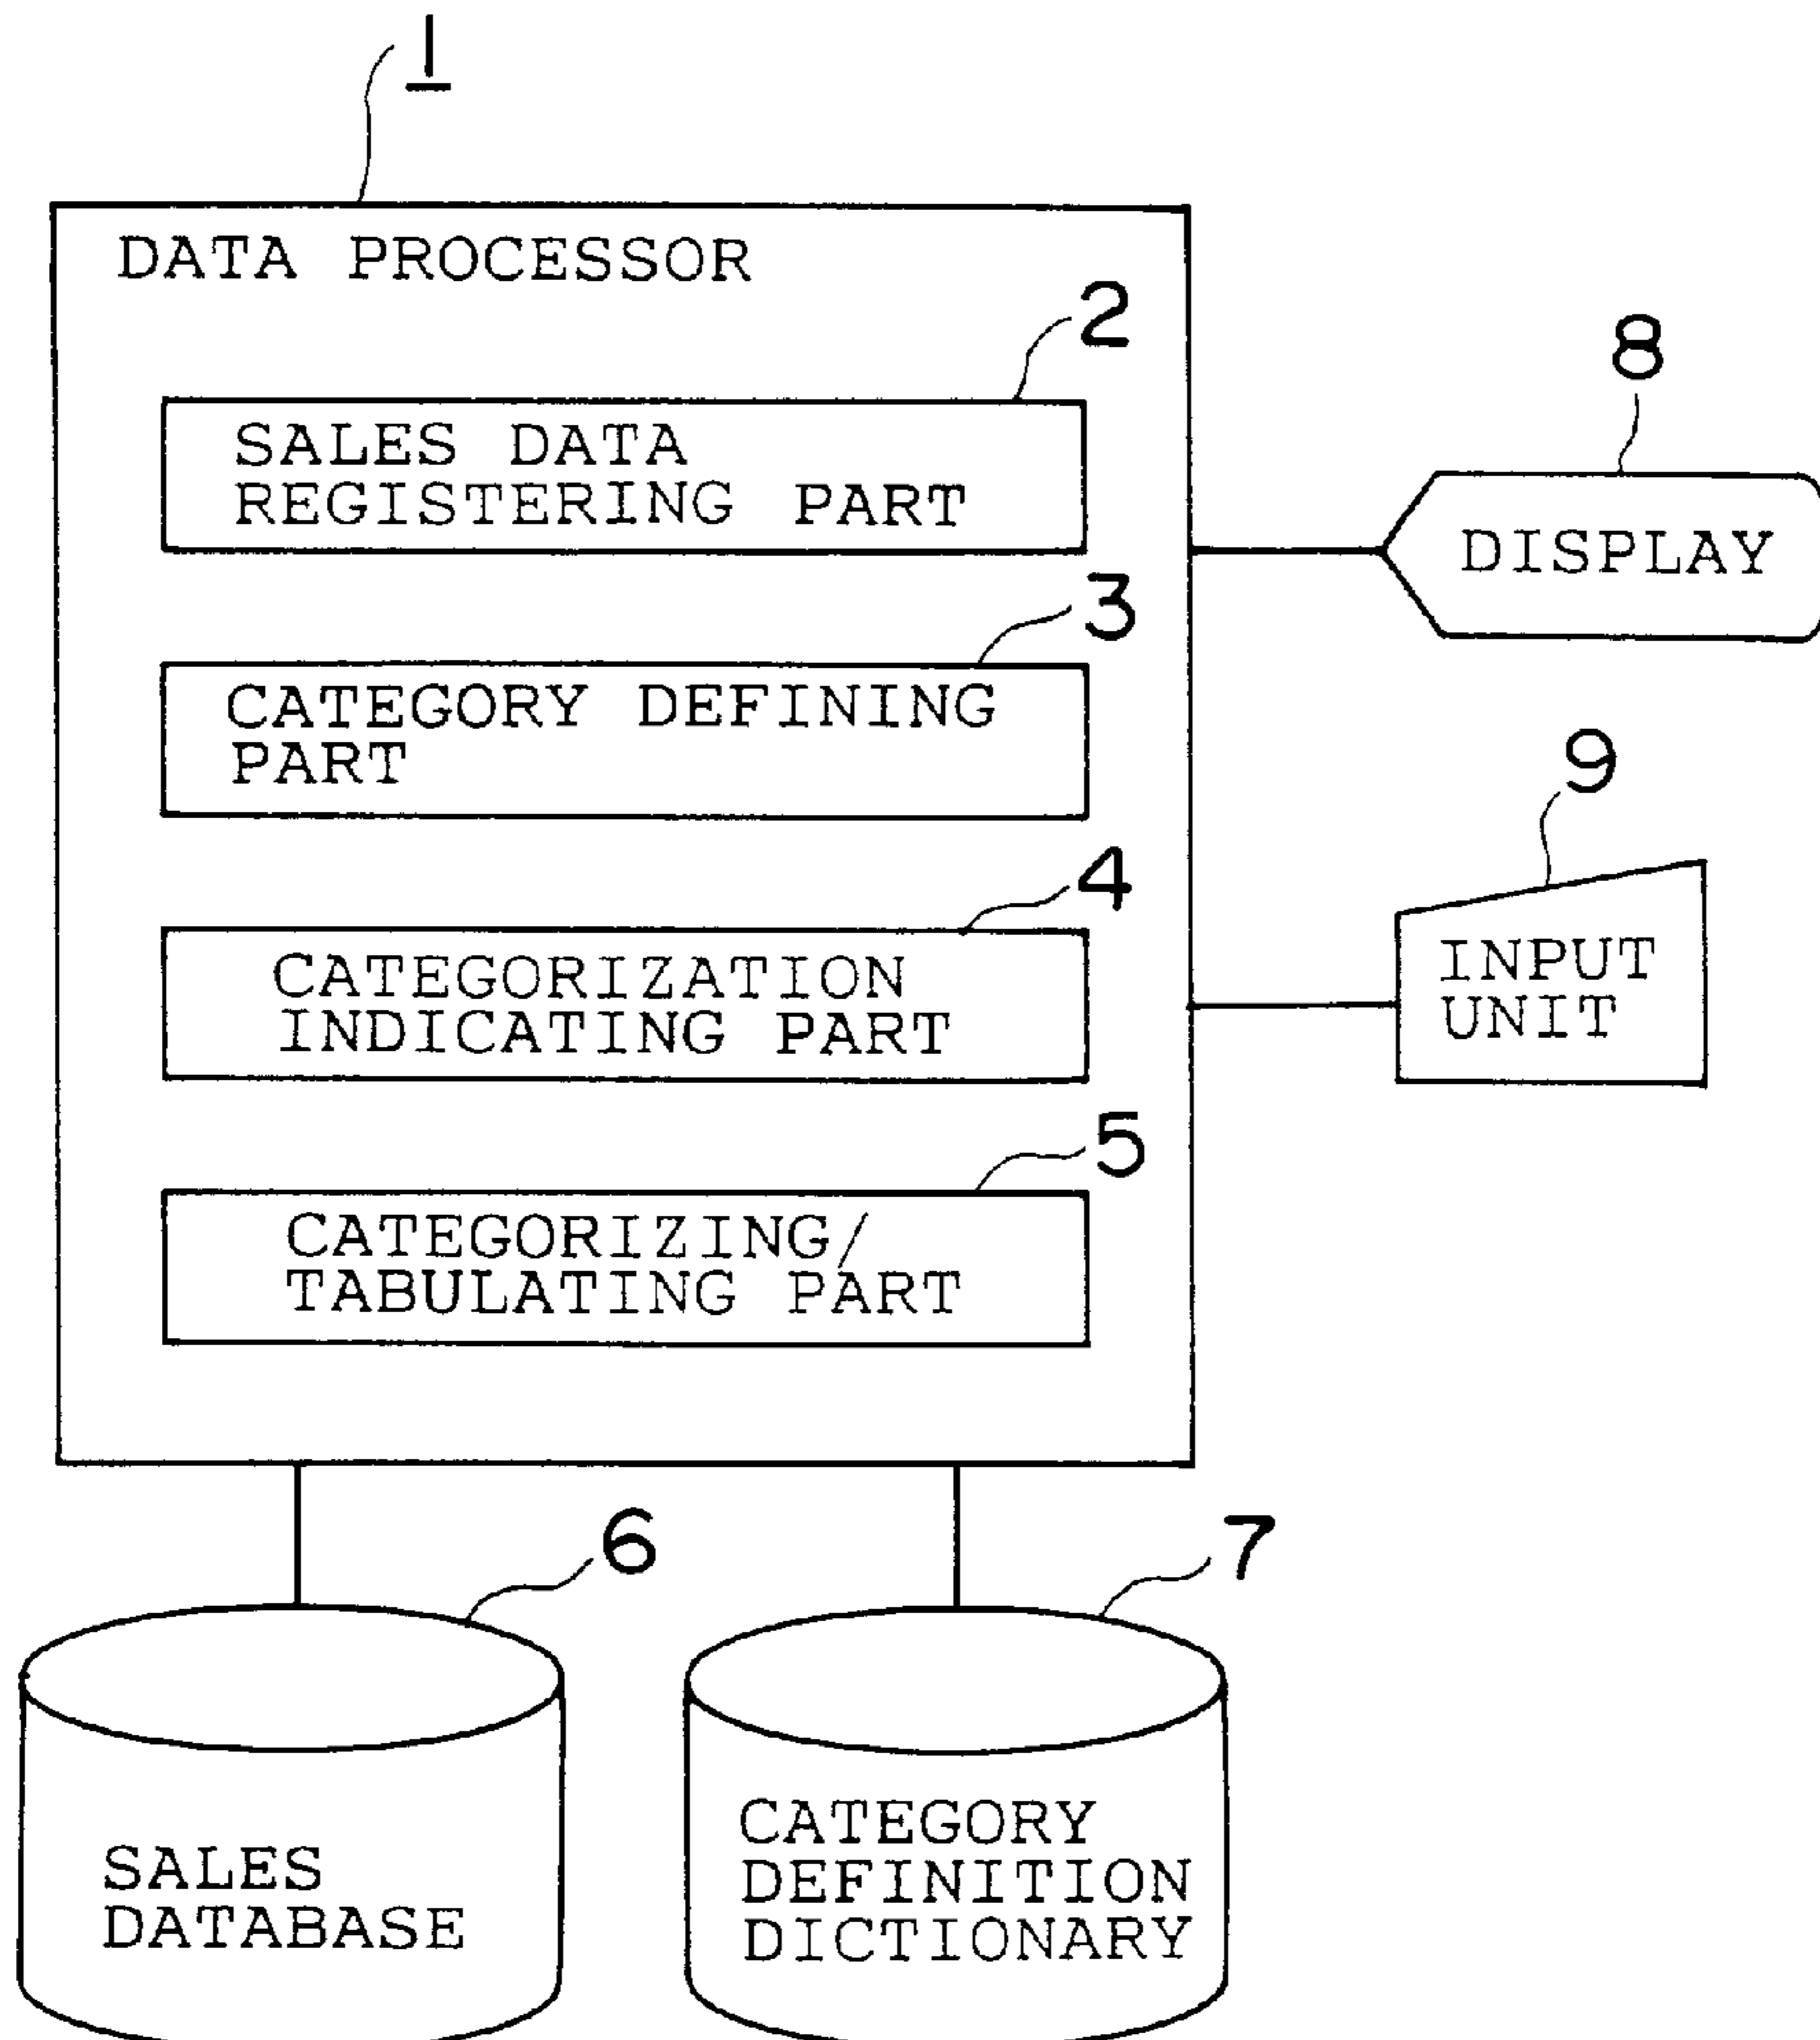 1
DATA PROCESSOR
2
SALES DATA
REGISTERING PART
8
DISPLAY
3
CATEGORY DEFINING
PART
9
INPUT
UNIT
4
CATEGORIZATION
INDICATING PART
5
CATEGORIZING/
TABULATING PART
6
SALES
DATABASE
7
CATEGORY
DEFINITION
DICTIONARY